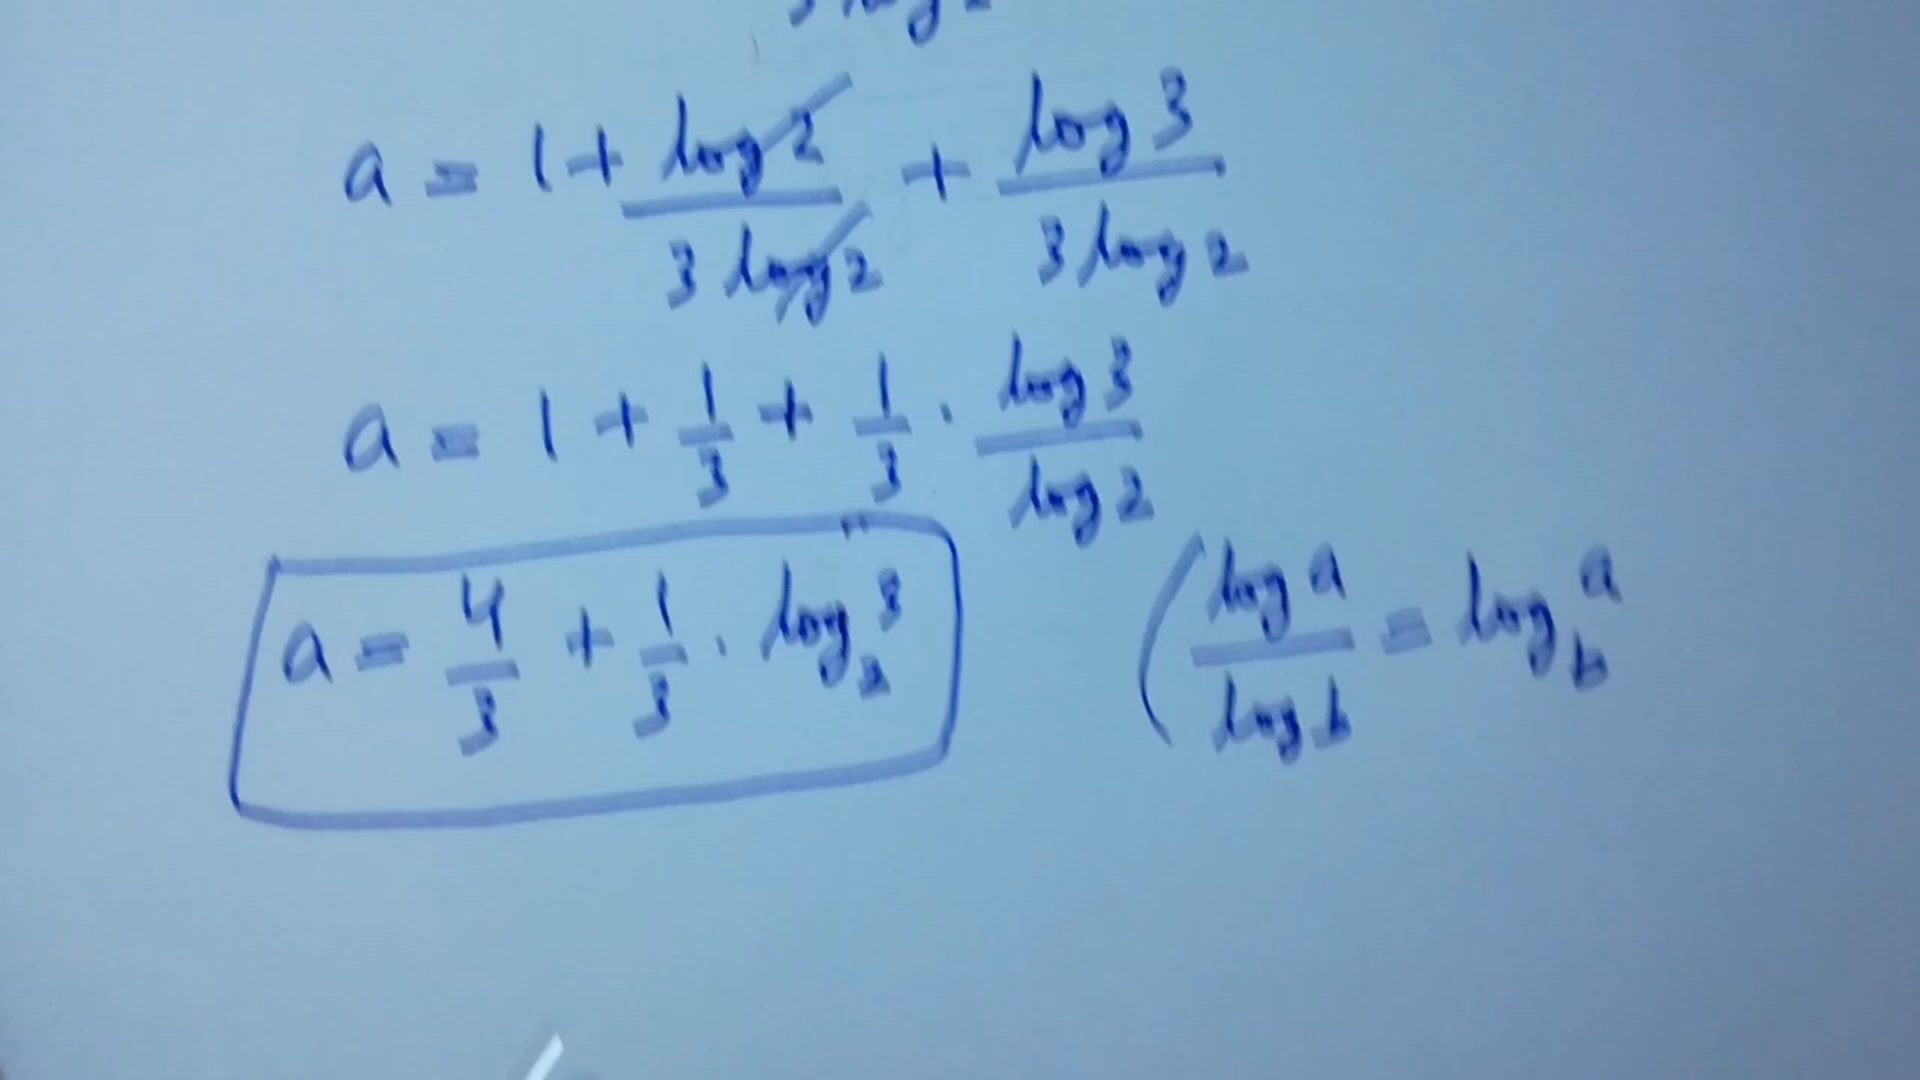 a = 1 + log 2 / 3 log 2 + log 3 / 3 log 2
a = 1 + 1/3 + 1/3 · log 3 / log 2
a = 4/3 + 1/3 · log₂ 3
( log a / log b = log_b a